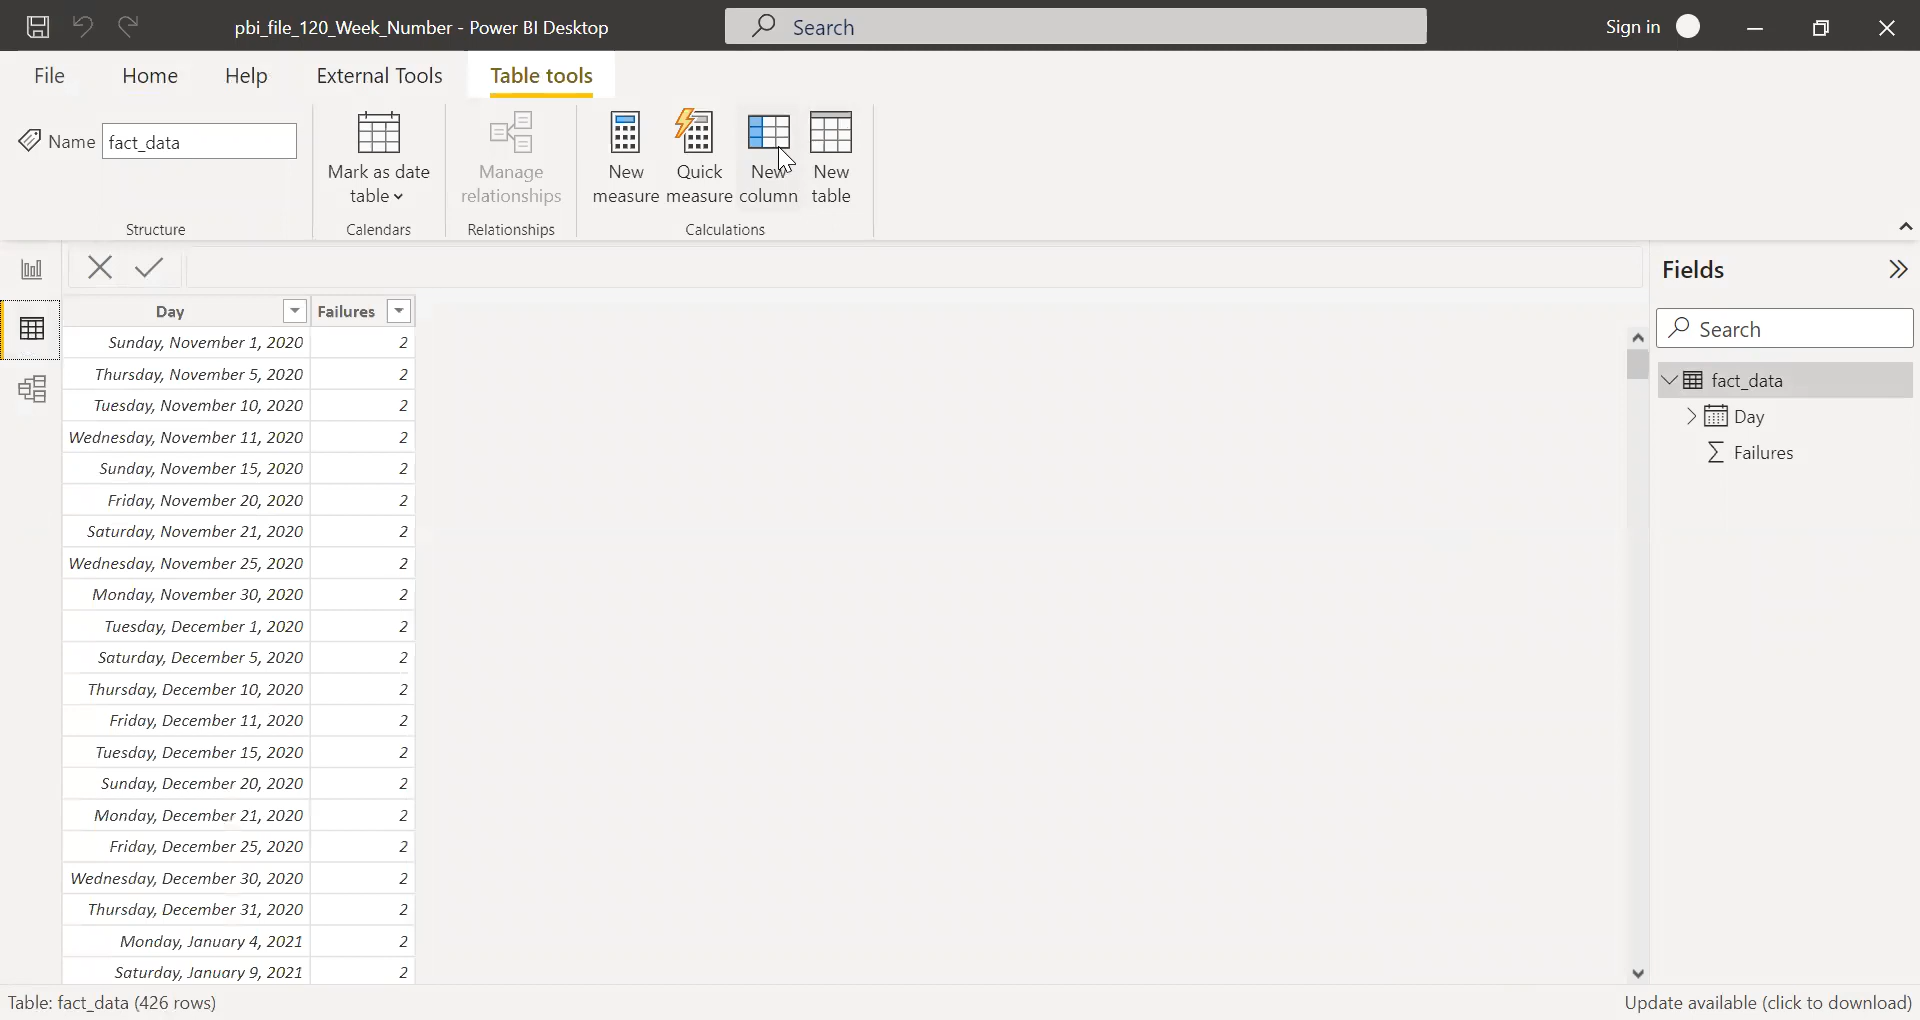 pbi_file_120_Week_Number - Power BI Desktop
Search
Sign in
File
Home
Help
External Tools
Table tools
Name
fact_data
Mark as date
table
Manage
relationships
New
measure
Quick
measure
New
column
New
table
Structure
Calendars
Relationships
Calculations
Day
Failures
Sunday, November 1, 2020 2
Thursday, November 5, 2020 2
Tuesday, November 10, 2020 2
Wednesday, November 11, 2020 2
Sunday, November 15, 2020 2
Friday, November 20, 2020 2
Saturday, November 21, 2020 2
Wednesday, November 25, 2020 2
Monday, November 30, 2020 2
Tuesday, December 1, 2020 2
Saturday, December 5, 2020 2
Thursday, December 10, 2020 2
Friday, December 11, 2020 2
Tuesday, December 15, 2020 2
Sunday, December 20, 2020 2
Monday, December 21, 2020 2
Friday, December 25, 2020 2
Wednesday, December 30, 2020 2
Thursday, December 31, 2020 2
Monday, January 4, 2021 2
Saturday, January 9, 2021 2
Fields
Search
fact_data
Day
Failures
Table: fact_data (426 rows)
Update available (click to download)